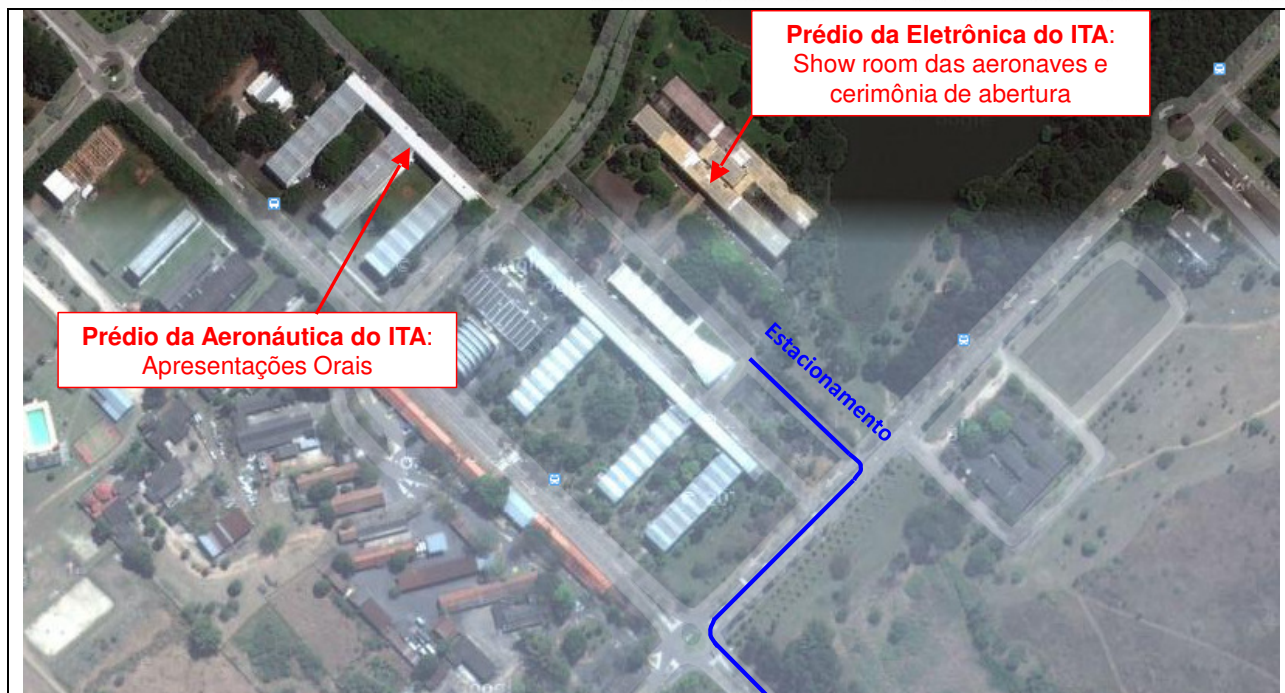 Prédio da Eletrônica do ITA:
Show room das aeronaves e
cerimônia de abertura
Prédio da Aeronáutica do ITA:
Apresentações Orais
Estacionamento